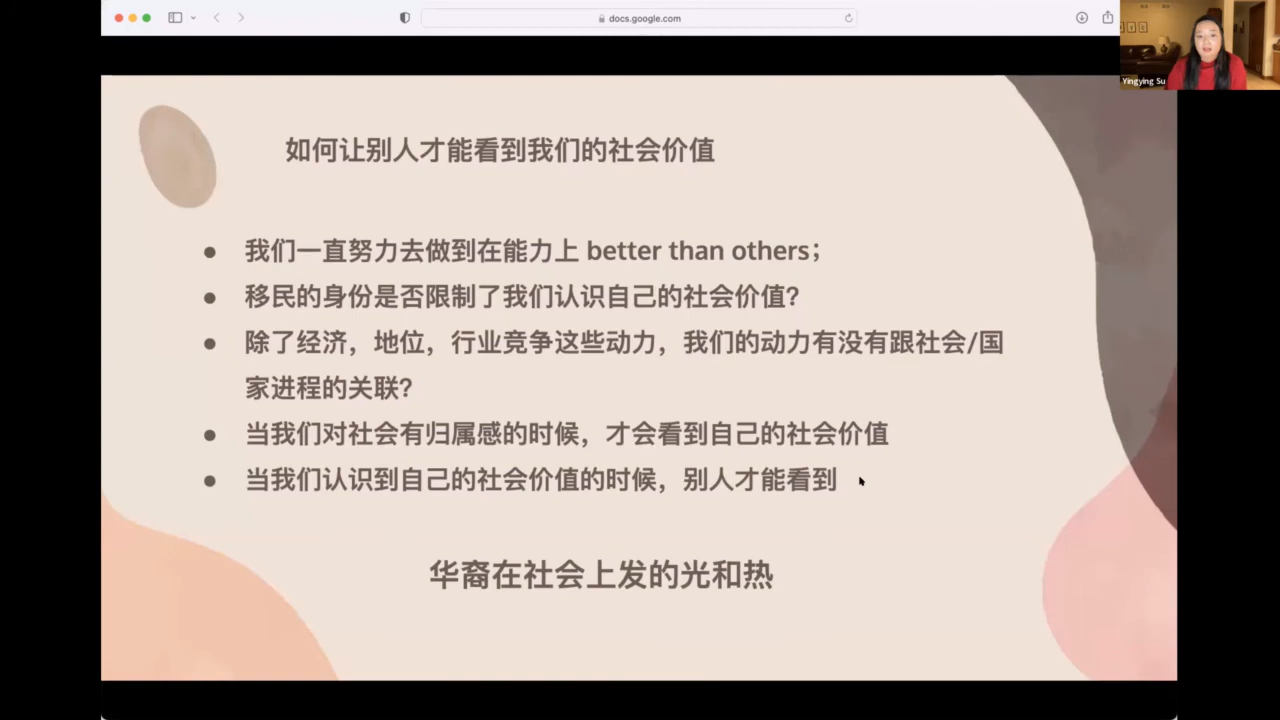 docs.google.com
Yingying Su
如何让别人才能看到我们的社会价值
● 我们一直努力去做到在能力上 better than others；
● 移民的身份是否限制了我们认识自己的社会价值？
● 除了经济，地位，行业竞争这些动力，我们的动力有没有跟社会/国
家进程的关联？
● 当我们对社会有归属感的时候，才会看到自己的社会价值
● 当我们认识到自己的社会价值的时候，别人才能看到
华裔在社会上发的光和热